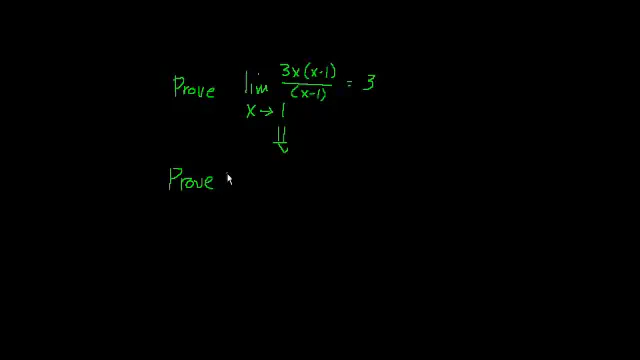 Prove lim x→1 3x(x-1)/(x-1) = 3
⇓
Prove